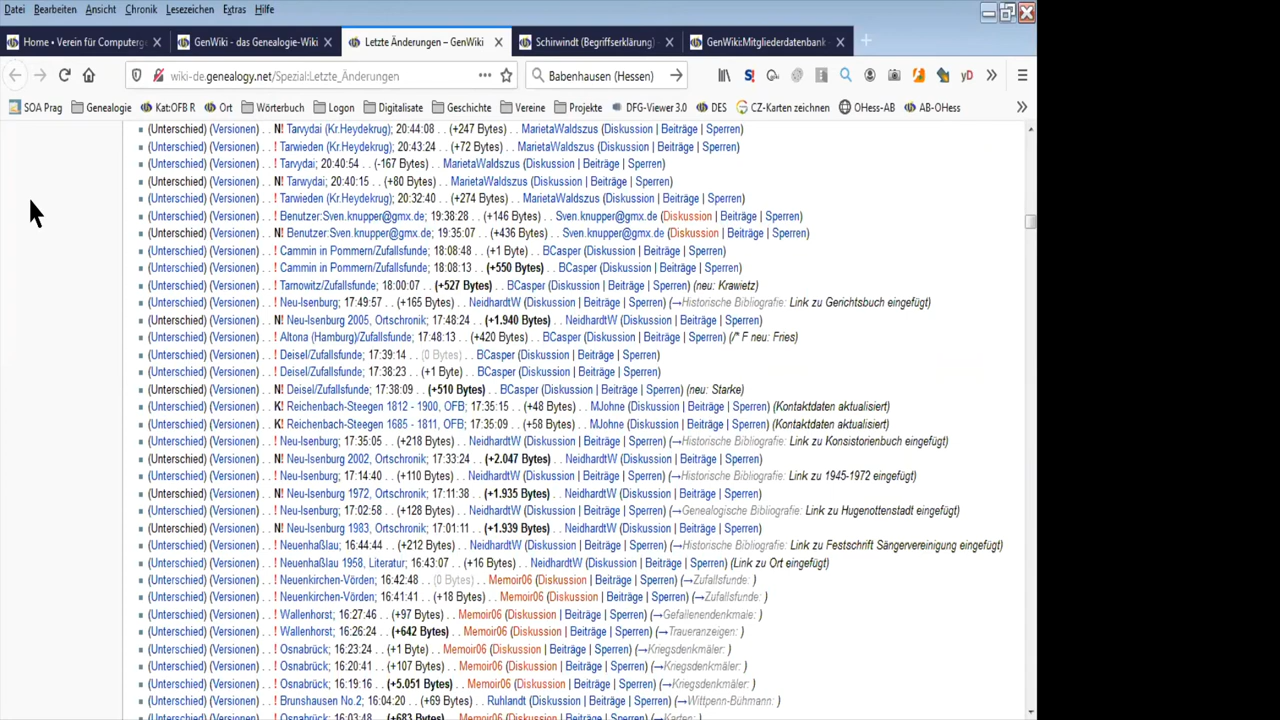 Datei Bearbeiten Ansicht Chronik Lesezeichen Extras Hilfe
Home • Verein für Computerg
GenWiki - das Genealogie-Wiki
Letzte Änderungen – GenWiki
Schirwindt (Begriffserklärung)
GenWiki:Mitgliederdatenbank
wiki-de.genealogy.net/Spezial:Letzte_Änderungen
Babenhausen (Hessen)
SOA Prag Genealogie Kat:OFB R Ort Wörterbuch Logon Digitalisate Geschichte Vereine Projekte DFG-Viewer 3.0 DES CZ-Karten zeichnen OHess-AB AB-OHess
(Unterschied) (Versionen) . . N! Tarvydai (Kr.Heydekrug); 20:44:08 . . (+247 Bytes) . . MarietaWaldszus (Diskussion | Beiträge | Sperren)
(Unterschied) (Versionen) . . ! Tarwieden (Kr.Heydekrug); 20:43:24 . . (+72 Bytes) . . MarietaWaldszus (Diskussion | Beiträge | Sperren)
(Unterschied) (Versionen) . . ! Tarvydai; 20:40:54 . . (-167 Bytes) . . MarietaWaldszus (Diskussion | Beiträge | Sperren)
(Unterschied) (Versionen) . . N! Tarwydai; 20:40:15 . . (+80 Bytes) . . MarietaWaldszus (Diskussion | Beiträge | Sperren)
(Unterschied) (Versionen) . . ! Tarwieden (Kr.Heydekrug); 20:32:40 . . (+274 Bytes) . . MarietaWaldszus (Diskussion | Beiträge | Sperren)
(Unterschied) (Versionen) . . ! Benutzer:Sven.knupper@gmx.de; 19:38:28 . . (+146 Bytes) . . Sven.knupper@gmx.de (Diskussion | Beiträge | Sperren)
(Unterschied) (Versionen) . . N! Benutzer:Sven.knupper@gmx.de; 19:35:07 . . (+436 Bytes) . . Sven.knupper@gmx.de (Diskussion | Beiträge | Sperren)
(Unterschied) (Versionen) . . ! Cammin in Pommern/Zufallsfunde; 18:08:48 . . (+1 Byte) . . BCasper (Diskussion | Beiträge | Sperren)
(Unterschied) (Versionen) . . ! Cammin in Pommern/Zufallsfunde; 18:08:13 . . (+550 Bytes) . . BCasper (Diskussion | Beiträge | Sperren)
(Unterschied) (Versionen) . . ! Tarnowitz/Zufallsfunde; 18:00:07 . . (+527 Bytes) . . BCasper (Diskussion | Beiträge | Sperren) (neu: Krawietz)
(Unterschied) (Versionen) . . ! Neu-Isenburg; 17:49:57 . . (+165 Bytes) . . NeidhardtW (Diskussion | Beiträge | Sperren) (→Historische Bibliografie: Link zu Gerichtsbuch eingefügt)
(Unterschied) (Versionen) . . N! Neu-Isenburg 2005, Ortschronik; 17:48:24 . . (+1.940 Bytes) . . NeidhardtW (Diskussion | Beiträge | Sperren)
(Unterschied) (Versionen) . . ! Altona (Hamburg)/Zufallsfunde; 17:48:13 . . (+420 Bytes) . . BCasper (Diskussion | Beiträge | Sperren) (/* F neu: Fries)
(Unterschied) (Versionen) . . ! Deisel/Zufallsfunde; 17:39:14 . . (0 Bytes) . . BCasper (Diskussion | Beiträge | Sperren)
(Unterschied) (Versionen) . . ! Deisel/Zufallsfunde; 17:38:23 . . (+1 Byte) . . BCasper (Diskussion | Beiträge | Sperren)
(Unterschied) (Versionen) . . N! Deisel/Zufallsfunde; 17:38:09 . . (+510 Bytes) . . BCasper (Diskussion | Beiträge | Sperren) (neu: Starke)
(Unterschied) (Versionen) . . K! Reichenbach-Steegen 1812 - 1900, OFB; 17:35:15 . . (+48 Bytes) . . MJohne (Diskussion | Beiträge | Sperren) (Kontaktdaten aktualisiert)
(Unterschied) (Versionen) . . K! Reichenbach-Steegen 1685 - 1811, OFB; 17:35:09 . . (+58 Bytes) . . MJohne (Diskussion | Beiträge | Sperren) (Kontaktdaten aktualisiert)
(Unterschied) (Versionen) . . ! Neu-Isenburg; 17:35:05 . . (+218 Bytes) . . NeidhardtW (Diskussion | Beiträge | Sperren) (→Historische Bibliografie: Link zu Konsistorienbuch eingefügt)
(Unterschied) (Versionen) . . N! Neu-Isenburg 2002, Ortschronik; 17:33:24 . . (+2.047 Bytes) . . NeidhardtW (Diskussion | Beiträge | Sperren)
(Unterschied) (Versionen) . . ! Neu-Isenburg; 17:14:40 . . (+110 Bytes) . . NeidhardtW (Diskussion | Beiträge | Sperren) (→Historische Bibliografie: Link zu 1945-1972 eingefügt)
(Unterschied) (Versionen) . . N! Neu-Isenburg 1972, Ortschronik; 17:11:38 . . (+1.935 Bytes) . . NeidhardtW (Diskussion | Beiträge | Sperren)
(Unterschied) (Versionen) . . ! Neu-Isenburg; 17:02:58 . . (+128 Bytes) . . NeidhardtW (Diskussion | Beiträge | Sperren) (→Genealogische Bibliografie: Link zu Hugenottenstadt eingefügt)
(Unterschied) (Versionen) . . N! Neu-Isenburg 1983, Ortschronik; 17:01:11 . . (+1.939 Bytes) . . NeidhardtW (Diskussion | Beiträge | Sperren)
(Unterschied) (Versionen) . . ! Neuenhaßlau; 16:44:44 . . (+212 Bytes) . . NeidhardtW (Diskussion | Beiträge | Sperren) (→Historische Bibliografie: Link zu Festschrift Sängervereinigung eingefügt)
(Unterschied) (Versionen) . . ! Neuenhaßlau 1958, Literatur; 16:43:07 . . (+16 Bytes) . . NeidhardtW (Diskussion | Beiträge | Sperren) (Link zu Ort eingefügt)
(Unterschied) (Versionen) . . ! Neuenkirchen-Vörden; 16:42:48 . . (0 Bytes) . . Memoir06 (Diskussion | Beiträge | Sperren) (→Zufallsfunde: )
(Unterschied) (Versionen) . . ! Neuenkirchen-Vörden; 16:41:41 . . (+18 Bytes) . . Memoir06 (Diskussion | Beiträge | Sperren) (→Zufallsfunde: )
(Unterschied) (Versionen) . . ! Wallenhorst; 16:27:46 . . (+97 Bytes) . . Memoir06 (Diskussion | Beiträge | Sperren) (→Gefallenendenkmale: )
(Unterschied) (Versionen) . . ! Wallenhorst; 16:26:24 . . (+642 Bytes) . . Memoir06 (Diskussion | Beiträge | Sperren) (→Traueranzeigen: )
(Unterschied) (Versionen) . . ! Osnabrück; 16:23:24 . . (+1 Byte) . . Memoir06 (Diskussion | Beiträge | Sperren) (→Kriegsdenkmäler: )
(Unterschied) (Versionen) . . ! Osnabrück; 16:20:41 . . (+107 Bytes) . . Memoir06 (Diskussion | Beiträge | Sperren) (→Kriegsdenkmäler: )
(Unterschied) (Versionen) . . ! Osnabrück; 16:19:16 . . (+5.051 Bytes) . . Memoir06 (Diskussion | Beiträge | Sperren) (→Kriegsdenkmäler: )
(Unterschied) (Versionen) . . ! Brunshausen No.2; 16:04:20 . . (+69 Bytes) . . Ruhlandt (Diskussion | Beiträge | Sperren) (→Wittpenn-Bühmann: )
(Unterschied) (Versionen) . . ! Osnabrück; 16:03:48 . . (+683 Bytes) . . Memoir06 (Diskussion | Beiträge | Sperren) (→Karten: )